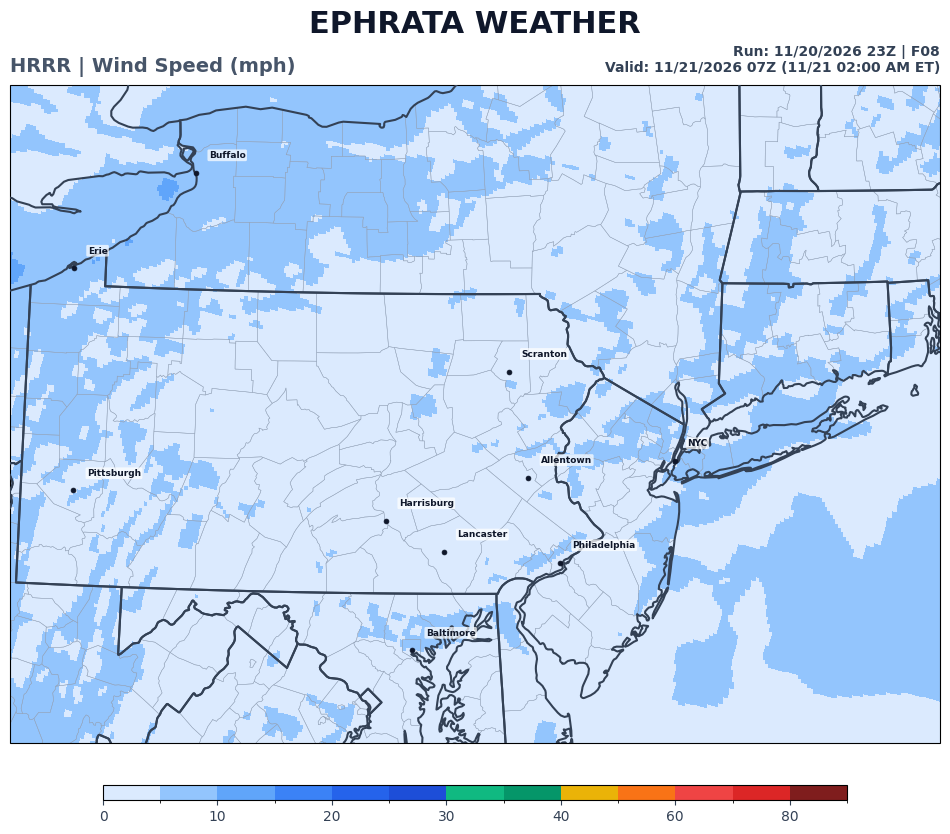 EPHRATA WEATHER
HRRR | Wind Speed (mph)
Run: 11/20/2026 23Z | F08
Valid: 11/21/2026 07Z (11/21 02:00 AM ET)
Buffalo
Erie
Scranton
NYC
Allentown
Pittsburgh
Harrisburg
Lancaster
Philadelphia
Baltimore
0 10 20 30 40 60 80